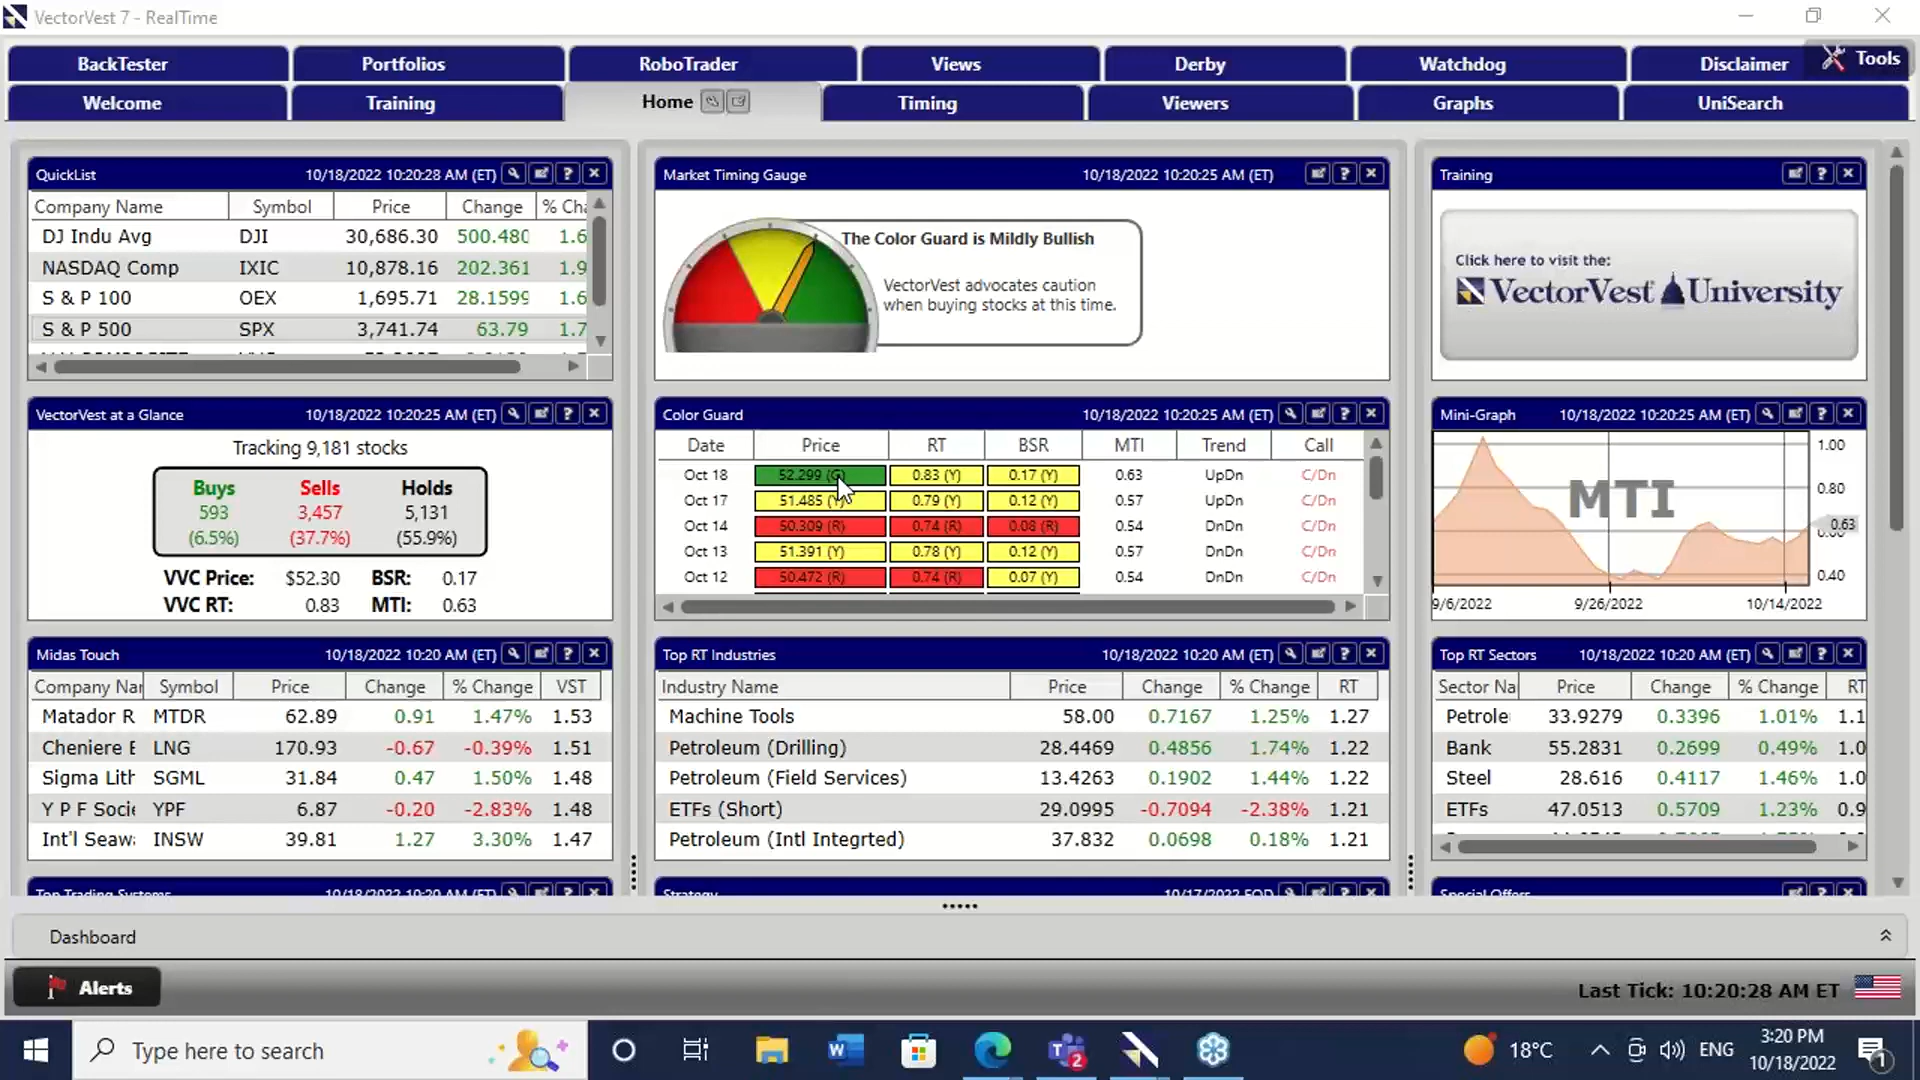 VectorVest 7 - RealTime
BackTester Portfolios RoboTrader Views Derby Watchdog Disclaimer Tools
Welcome Training Home Timing Viewers Graphs UniSearch
QuickList 10/18/2022 10:20:28 AM (ET)
Company Name Symbol Price Change % Cha
DJ Indu Avg DJI 30,686.30 500.480 1.6
NASDAQ Comp IXIC 10,878.16 202.361 1.9
S & P 100 OEX 1,695.71 28.1599 1.6
S & P 500 SPX 3,741.74 63.79 1.7
Market Timing Gauge 10/18/2022 10:20:25 AM (ET)
The Color Guard is Mildly Bullish
VectorVest advocates caution
when buying stocks at this time.
Training
Click here to visit the:
VectorVest University
VectorVest at a Glance 10/18/2022 10:20:25 AM (ET)
Tracking 9,181 stocks
Buys Sells Holds
593 3,457 5,131
(6.5%) (37.7%) (55.9%)
VVC Price: $52.30 BSR: 0.17
VVC RT: 0.83 MTI: 0.63
Color Guard 10/18/2022 10:20:25 AM (ET)
Date Price RT BSR MTI Trend Call
Oct 18 52.299 0.83 (Y) 0.17 (Y) 0.63 UpDn C/Dn
Oct 17 51.485 (Y) 0.79 (Y) 0.12 (Y) 0.57 UpDn C/Dn
Oct 14 50.309 (R) 0.74 (R) 0.08 (R) 0.54 DnDn C/Dn
Oct 13 51.391 (Y) 0.78 (Y) 0.12 (Y) 0.57 DnDn C/Dn
Oct 12 50.472 (R) 0.74 (R) 0.07 (Y) 0.54 DnDn C/Dn
Mini-Graph 10/18/2022 10:20:25 AM (ET)
MTI
1.00
0.80
0.63
0.60
0.40
9/6/2022 9/26/2022 10/14/2022
Midas Touch 10/18/2022 10:20 AM (ET)
Company Nar Symbol Price Change % Change VST
Matador R MTDR 62.89 0.91 1.47% 1.53
Cheniere E LNG 170.93 -0.67 -0.39% 1.51
Sigma Lith SGML 31.84 0.47 1.50% 1.48
Y P F Socie YPF 6.87 -0.20 -2.83% 1.48
Int'l Seaw INSW 39.81 1.27 3.30% 1.47
Top RT Industries 10/18/2022 10:20 AM (ET)
Industry Name Price Change % Change RT
Machine Tools 58.00 0.7167 1.25% 1.27
Petroleum (Drilling) 28.4469 0.4856 1.74% 1.22
Petroleum (Field Services) 13.4263 0.1902 1.44% 1.22
ETFs (Short) 29.0995 -0.7094 -2.38% 1.21
Petroleum (Intl Integrted) 37.832 0.0698 0.18% 1.21
Top RT Sectors 10/18/2022 10:20 AM (ET)
Sector Na Price Change % Change RT
Petrole 33.9279 0.3396 1.01% 1.1
Bank 55.2831 0.2699 0.49% 1.0
Steel 28.616 0.4117 1.46% 1.0
ETFs 47.0513 0.5709 1.23% 0.9
Top Trading Systems 10/18/2022 10:20 AM (ET)
Strategy 10/17/2022 EOD
Special Offers
Dashboard
Alerts
Last Tick: 10:20:28 AM ET
Type here to search
2
18°C
ENG
3:20 PM
10/18/2022
1